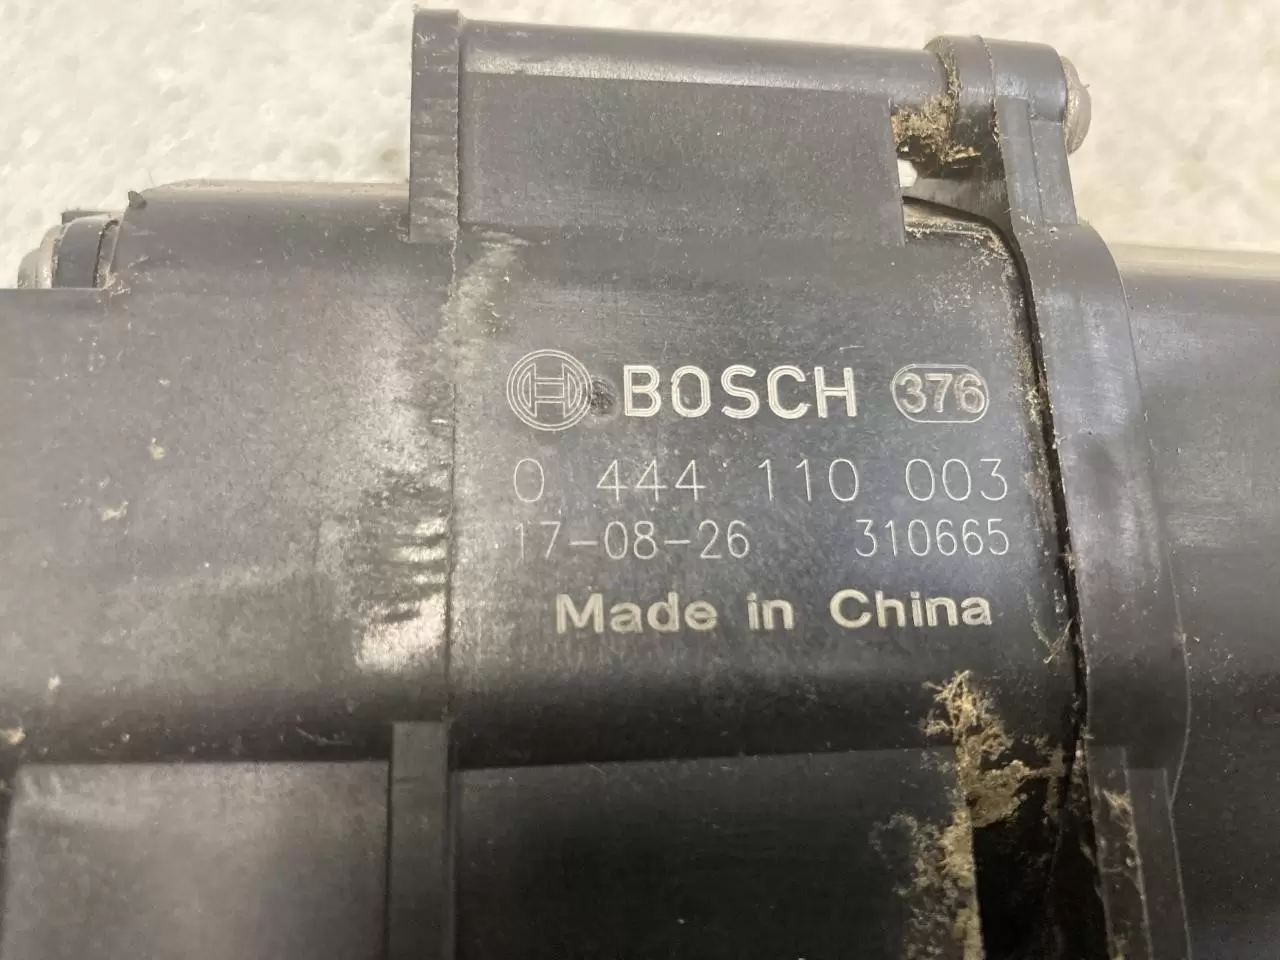 BOSCH 376
0 444 110 003
17-08-26 310665
Made in China